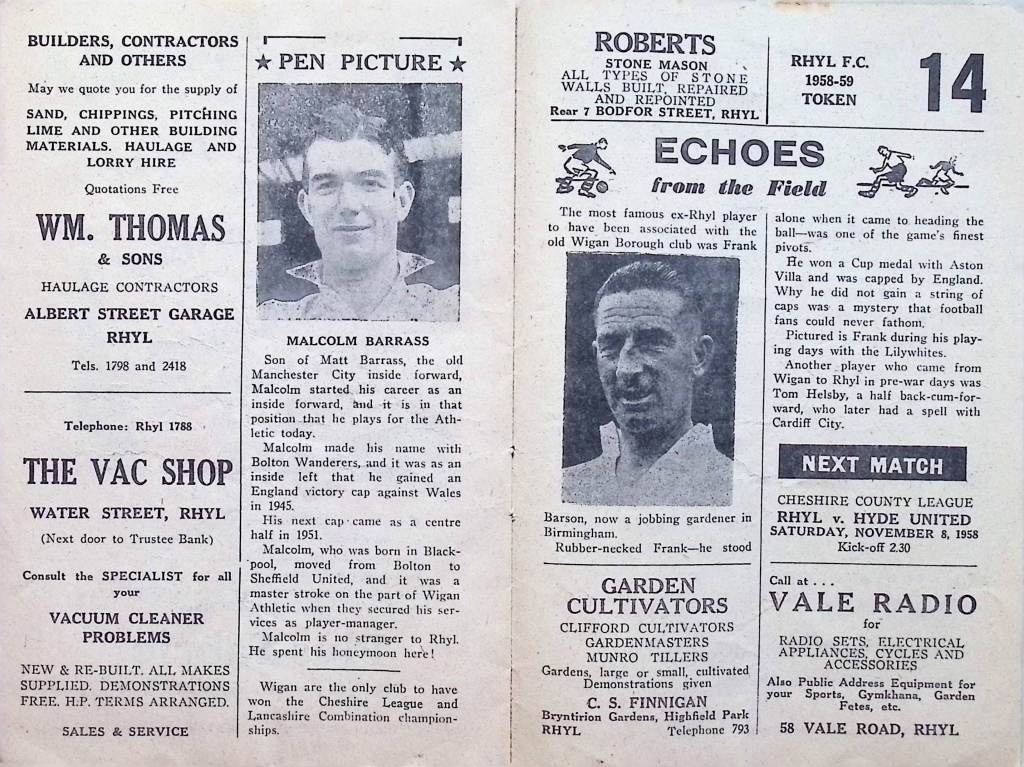 BUILDERS, CONTRACTORS
AND OTHERS
May we quote you for the supply of
SAND, CHIPPINGS, PITCHING
LIME AND OTHER BUILDING
MATERIALS. HAULAGE AND
LORRY HIRE
Quotations Free
WM. THOMAS
& SONS
HAULAGE CONTRACTORS
ALBERT STREET GARAGE
RHYL
Tels. 1798 and 2418
Telephone: Rhyl 1788
THE VAC SHOP
WATER STREET, RHYL
(Next door to Trustee Bank)
Consult the SPECIALIST for all
your
VACUUM CLEANER
PROBLEMS
NEW & RE-BUILT. ALL MAKES
SUPPLIED. DEMONSTRATIONS
FREE. H.P. TERMS ARRANGED.
SALES & SERVICE
★ PEN PICTURE ★
MALCOLM BARRASS
Son of Matt Barrass, the old
Manchester City inside forward,
Malcolm started his career as an
inside forward, and it is in that
position that he plays for the Ath-
letic today.
Malcolm made his name with
Bolton Wanderers, and it was as an
inside left that he gained an
England victory cap against Wales
in 1945.
His next cap came as a centre
half in 1951.
Malcolm, who was born in Black-
pool, moved from Bolton to
Sheffield United, and it was a
master stroke on the part of Wigan
Athletic when they secured his ser-
vices as player-manager.
Malcolm is no stranger to Rhyl.
He spent his honeymoon here!
Wigan are the only club to have
won the Cheshire League and
Lancashire Combination champion-
ships.
ROBERTS
STONE MASON
ALL TYPES OF STONE
WALLS BUILT, REPAIRED
AND REPOINTED
Rear 7 BODFOR STREET, RHYL
RHYL F.C.
1958-59
TOKEN
14
ECHOES
from the Field
The most famous ex-Rhyl player
to have been associated with the
old Wigan Borough club was Frank
Barson, now a jobbing gardener in
Birmingham.
Rubber-necked Frank—he stood
alone when it came to heading the
ball—was one of the game's finest
pivots.
He won a Cup medal with Aston
Villa and was capped by England.
Why he did not gain a string of
caps was a mystery that football
fans could never fathom.
Pictured is Frank during his play-
ing days with the Lilywhites.
Another player who came from
Wigan to Rhyl in pre-war days was
Tom Helsby, a half back-cum-for-
ward, who later had a spell with
Cardiff City.
NEXT MATCH
CHESHIRE COUNTY LEAGUE
RHYL v. HYDE UNITED
SATURDAY, NOVEMBER 8, 1958
Kick-off 2.30
GARDEN
CULTIVATORS
CLIFFORD CULTIVATORS
GARDENMASTERS
MUNRO TILLERS
Gardens, large or small, cultivated
Demonstrations given
C. S. FINNIGAN
Bryntirion Gardens, Highfield Park
RHYL Telephone 793
Call at . . .
VALE RADIO
for
RADIO SETS, ELECTRICAL
APPLIANCES, CYCLES AND
ACCESSORIES
Also Public Address Equipment for
your Sports, Gymkhana, Garden
Fetes, etc.
58 VALE ROAD, RHYL